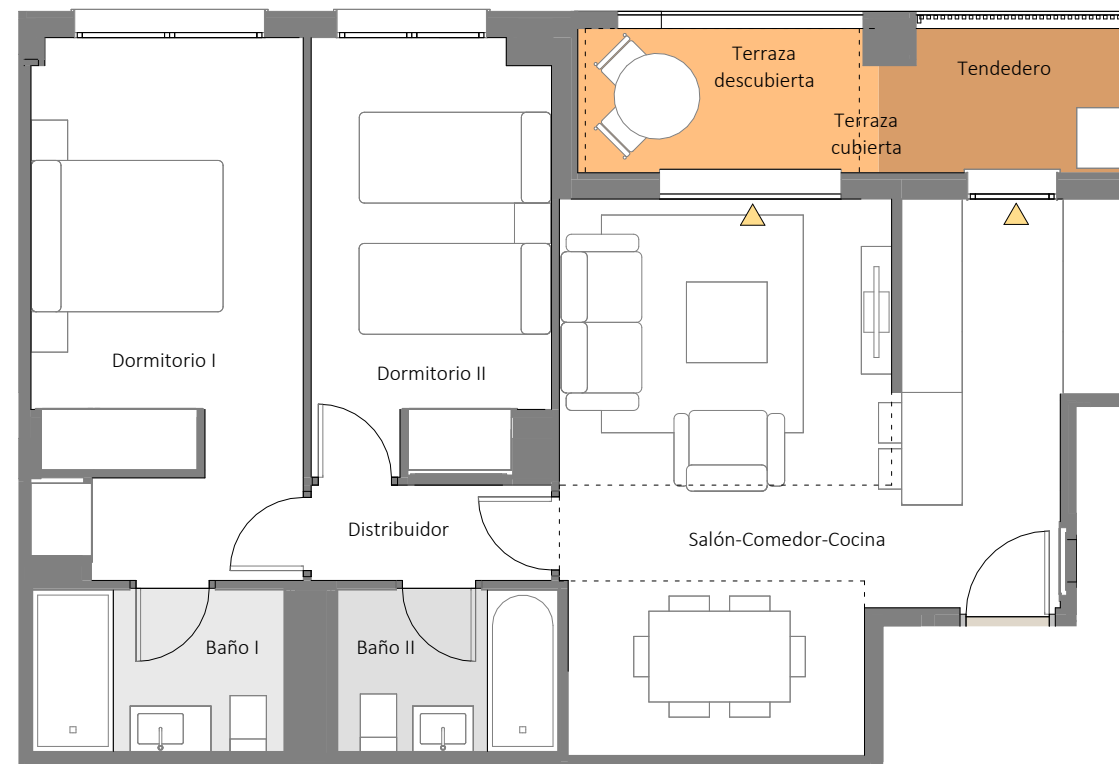 Terraza
descubierta
Tendedero
Terraza
cubierta
Dormitorio I
Dormitorio II
Distribuidor
Salón-Comedor-Cocina
Baño I
Baño II